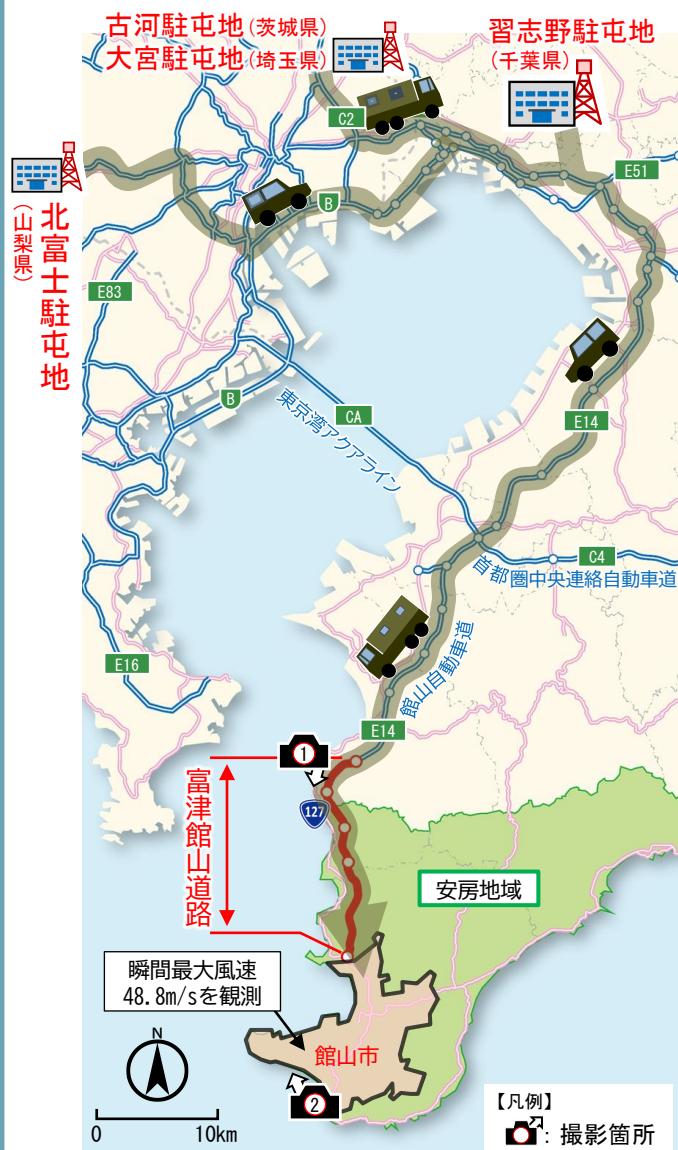 古河駐屯地(茨城県)
大宮駐屯地(埼玉県)
習志野駐屯地
(千葉県)
C2
E51
B
北富士駐屯地
(山梨県)
E83
B
CA
東京湾アクアライン
E14
C4
首都圏中央連絡自動車道
E16
館山自動車道
E14
1
127
富津館山道路
安房地域
瞬間最大風速
48.8m/sを観測
館山市
N
2
0 10km
【凡例】
: 撮影箇所